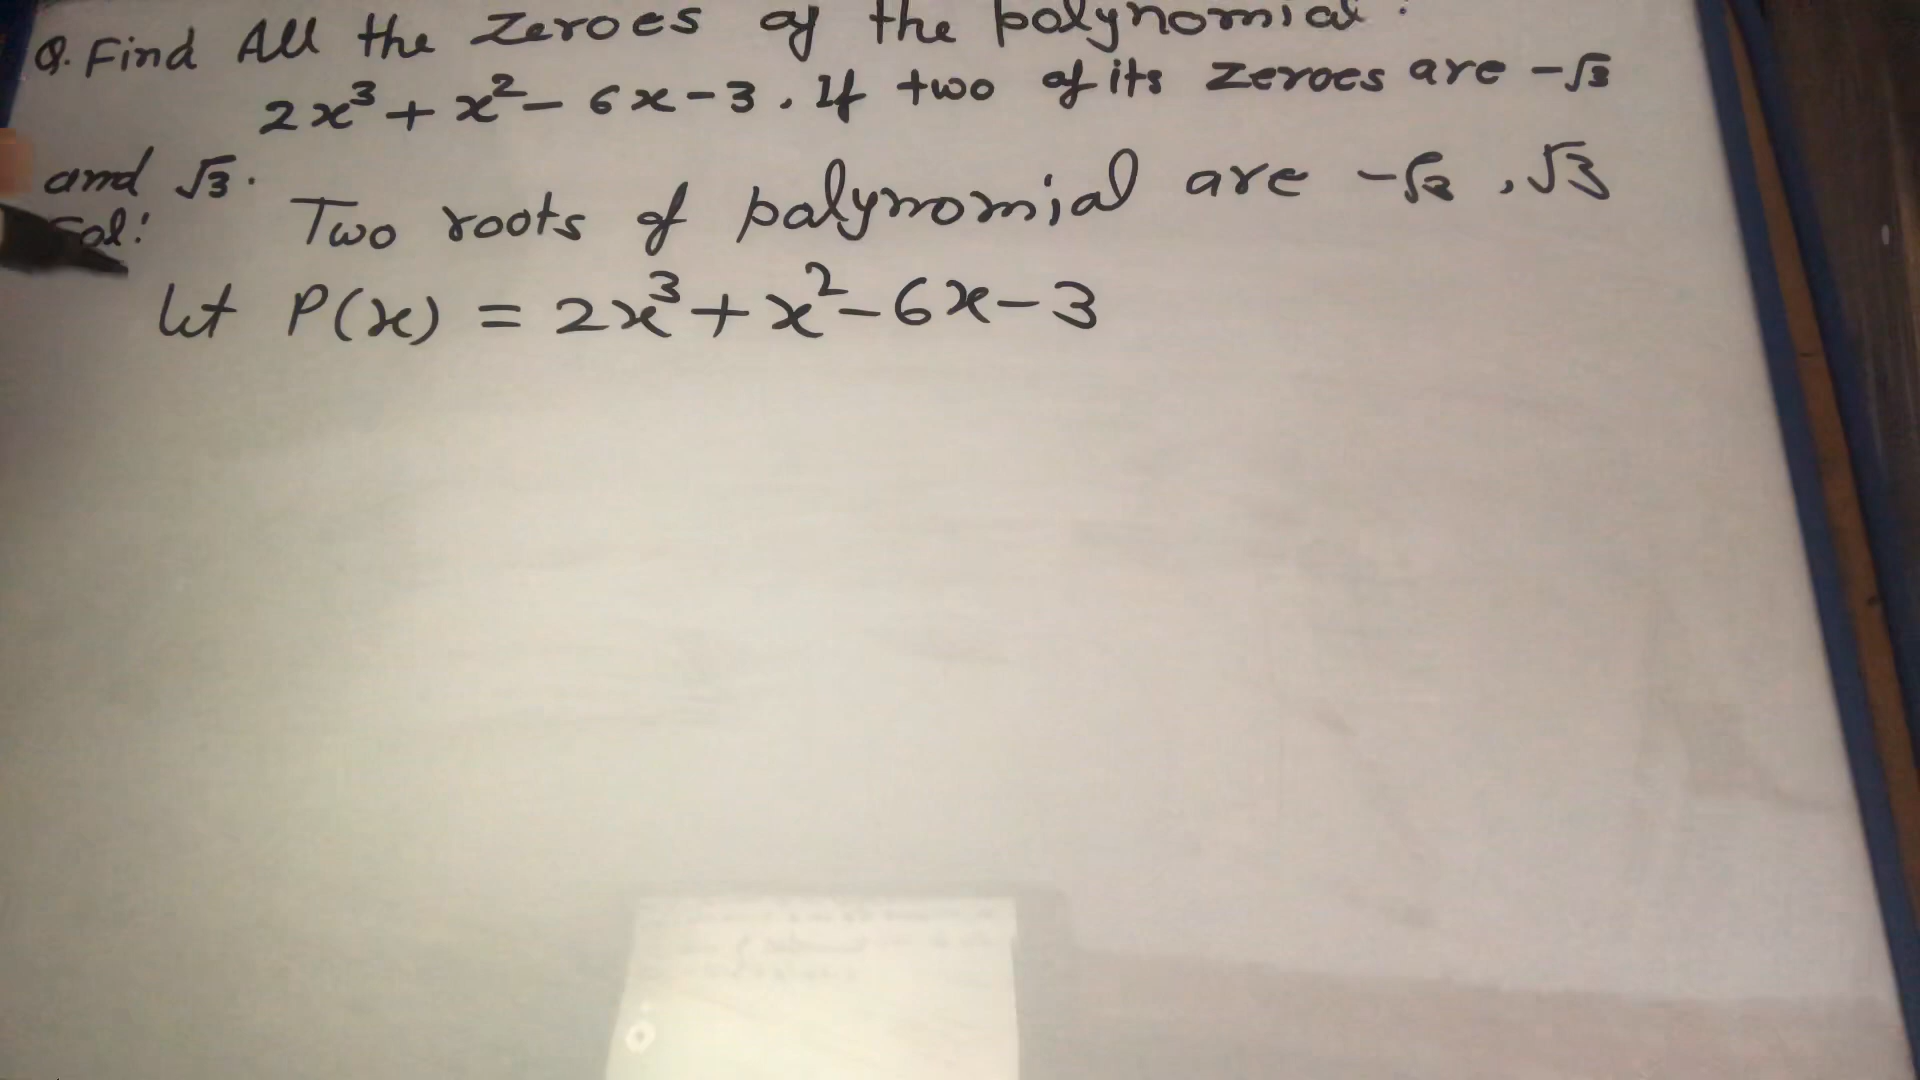 Q. Find All the zeroes of the polynomial.
2x³ + x² - 6x - 3. If two of its zeroes are -√3
and √3.
Sol: Two roots of polynomial are -√3, √3
let P(x) = 2x³ + x² - 6x - 3